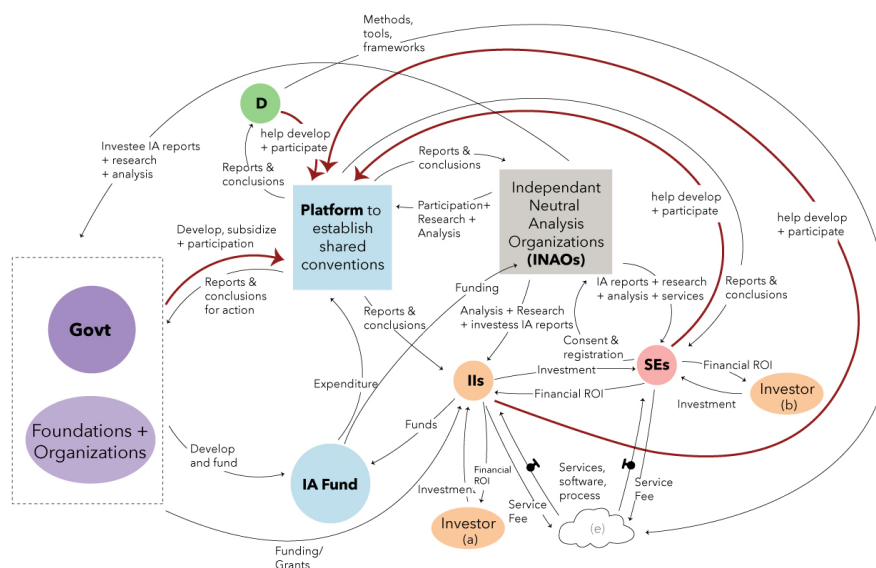 Methods,
tools,
frameworks
D
help develop
+ participate
Investee IA reports
+ research
+ analysis
Reports &
conclusions
Reports &
conclusions
Platform to
establish
shared
conventions
Participation+
Research +
Analysis
Independant
Neutral
Analysis
Organizations
(INAOs)
help develop
+ participate
help develop
+ participate
Develop, subsidize
+ participation
Reports &
conclusions
for action
Funding
IA reports + research
+ analysis + services
Reports &
conclusions
Reports &
conclusions
Analysis + Research
+ investess IA reports
Consent &
registration
Govt
Foundations +
Organizations
Expenditure
IIs
Investment
Financial ROI
SEs
Financial ROI
Investment
Investor
(b)
Develop
and fund
IA Fund
Funds
Investment
Financial
ROI
Service
Fee
Services,
software,
process
Service
Fee
(e)
Investor
(a)
Funding/
Grants